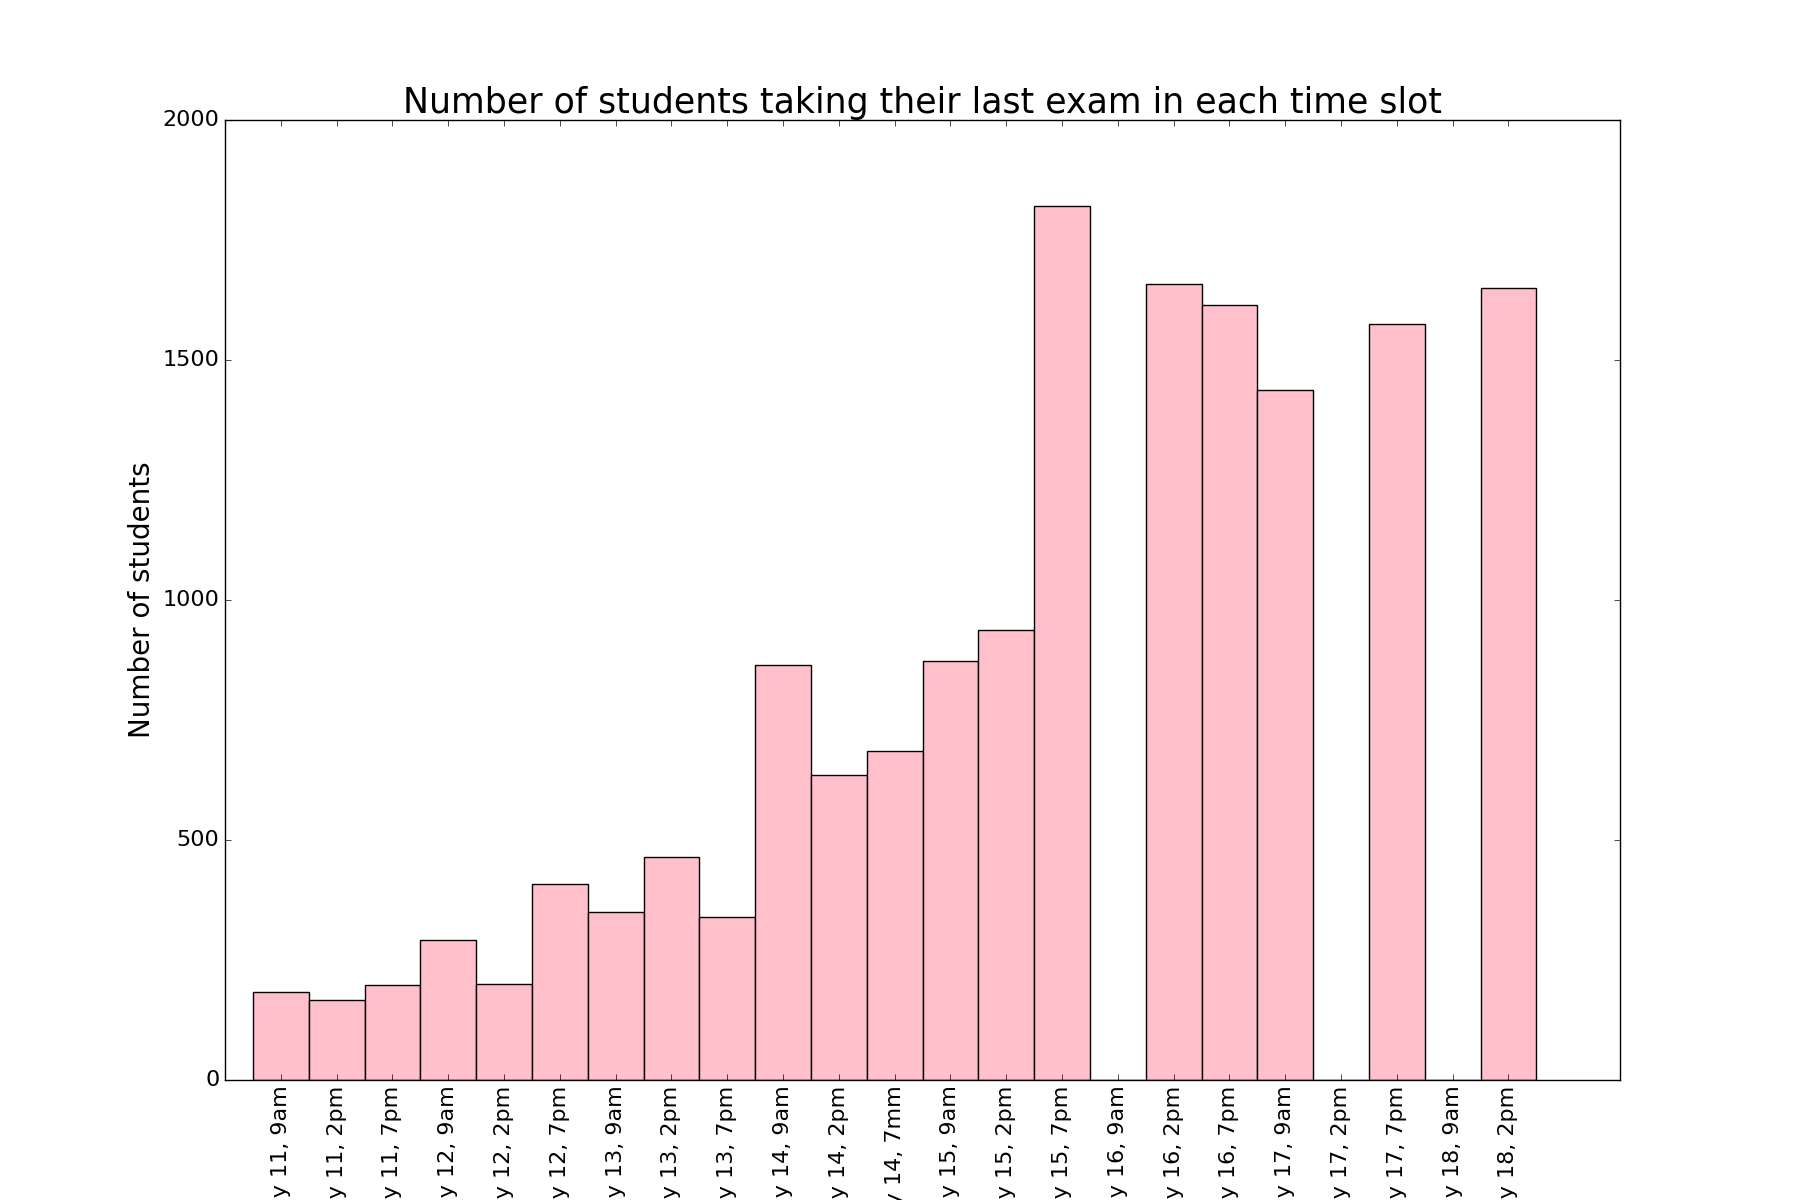 Number of students taking their last exam in each time slot
Number of students
2000
1500
1000
500
0
y 11, 9am
y 11, 2pm
y 11, 7pm
y 12, 9am
y 12, 2pm
y 12, 7pm
y 13, 9am
y 13, 2pm
y 13, 7pm
y 14, 9am
y 14, 2pm
y 14, 7mm
y 15, 9am
y 15, 2pm
y 15, 7pm
y 16, 9am
y 16, 2pm
y 16, 7pm
y 17, 9am
y 17, 2pm
y 17, 7pm
y 18, 9am
y 18, 2pm